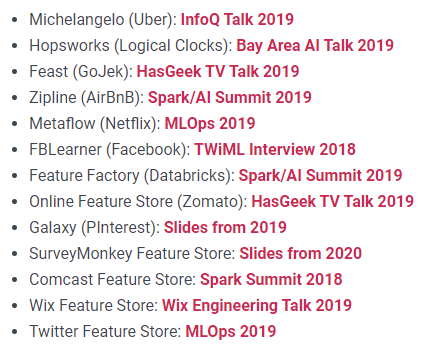 Michelangelo (Uber): InfoQ Talk 2019
Hopsworks (Logical Clocks): Bay Area AI Talk 2019
Feast (GoJek): HasGeek TV Talk 2019
Zipline (AirBnB): Spark/AI Summit 2019
Metaflow (Netflix): MLOps 2019
FBLearner (Facebook): TWiML Interview 2018
Feature Factory (Databricks): Spark/AI Summit 2019
Online Feature Store (Zomato): HasGeek TV Talk 2019
Galaxy (PInterest): Slides from 2019
SurveyMonkey Feature Store: Slides from 2020
Comcast Feature Store: Spark Summit 2018
Wix Feature Store: Wix Engineering Talk 2019
Twitter Feature Store: MLOps 2019